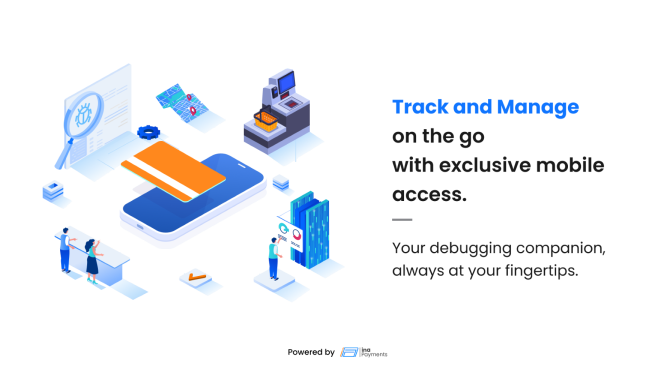 Track and Manage
on the go
with exclusive mobile
access.
Your debugging companion,
always at your fingertips.
Powered by
ina
Payments